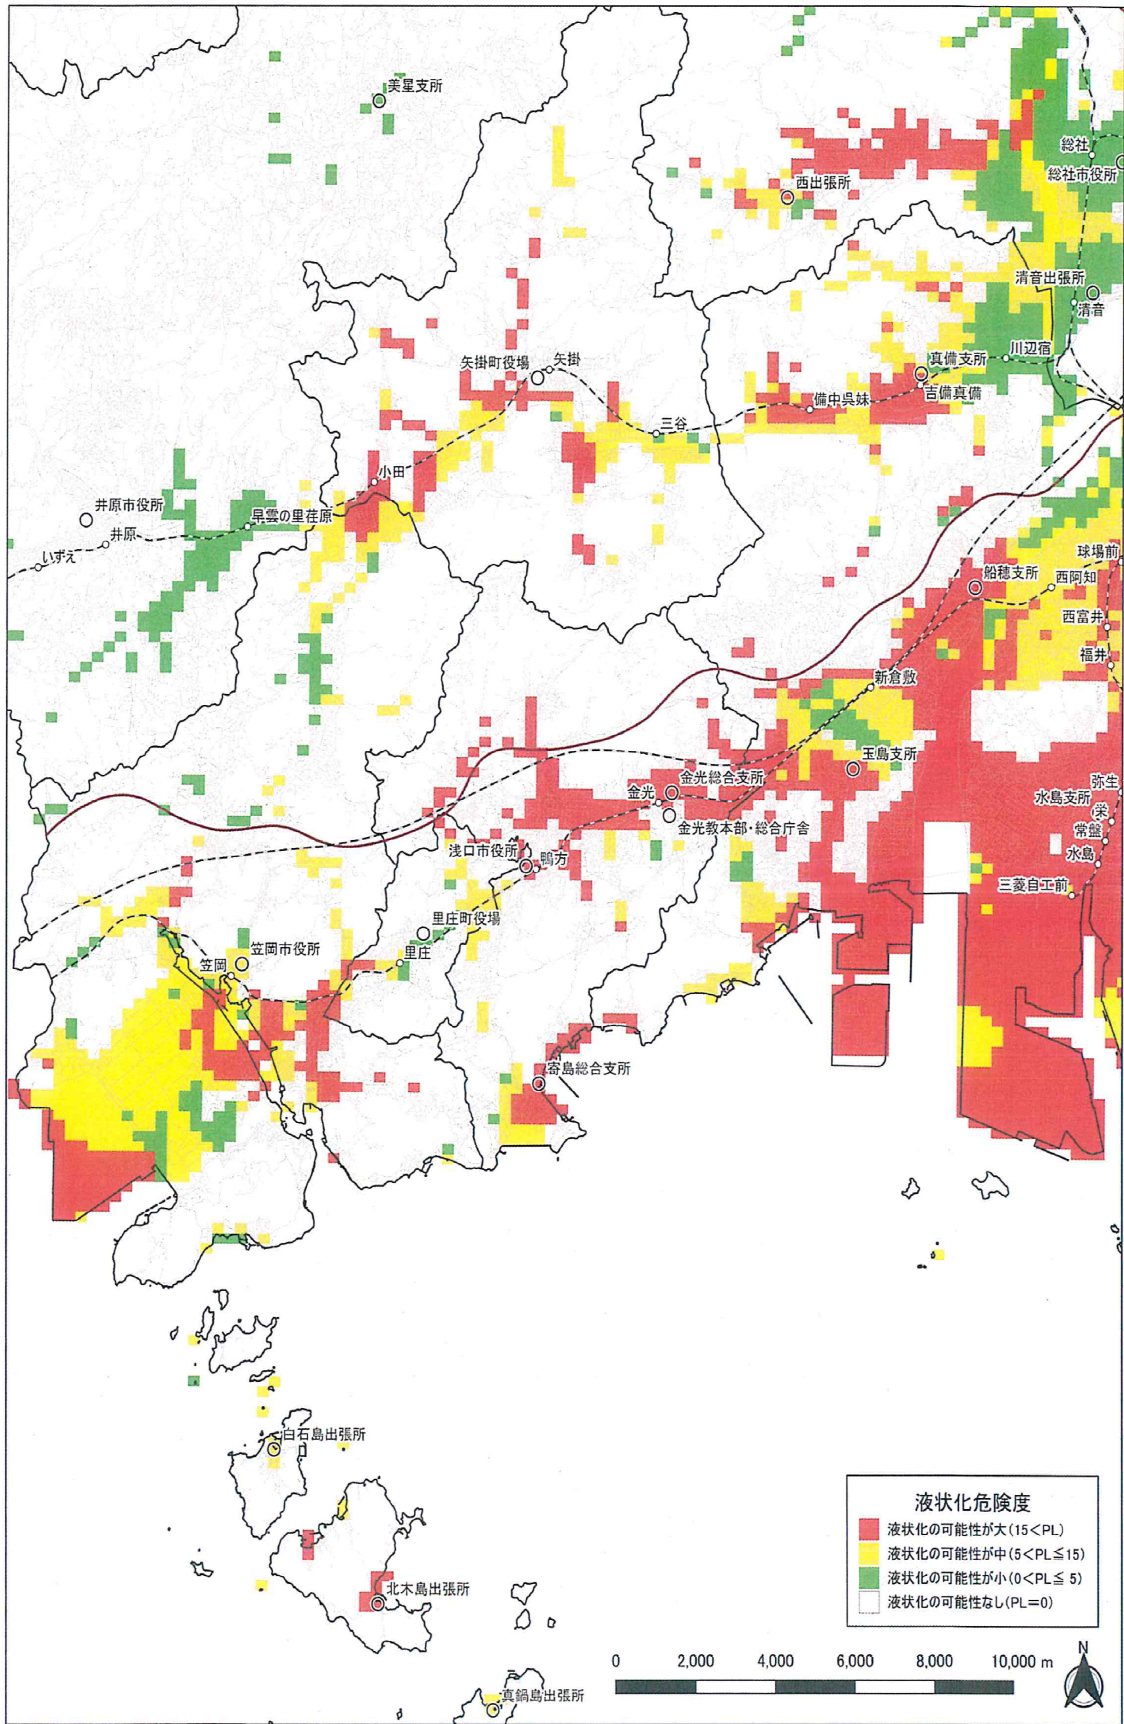 美星支所
総社
総社市役所
西出張所
清音出張所
清音
川辺宿
真備支所
吉備真備
備中呉妹
矢掛町役場
矢掛
三谷
小田
井原市役所
早雲の里荏原
井原
いずえ
球場前
船穂支所
西阿知
西富井
福井
新倉敷
玉島支所
弥生
水島支所
栄
常盤
水島
三菱自工前
金光総合支所
金光
金光教本部・総合庁舎
浅口市役所
鴨方
里庄町役場
里庄
笠岡市役所
笠岡
寄島総合支所
白石島出張所
北木島出張所
真鍋島出張所
液状化危険度
液状化の可能性が大(15<PL)
液状化の可能性が中(5<PL≦15)
液状化の可能性が小(0<PL≦5)
液状化の可能性なし(PL=0)
0 2,000 4,000 6,000 8,000 10,000 m
N